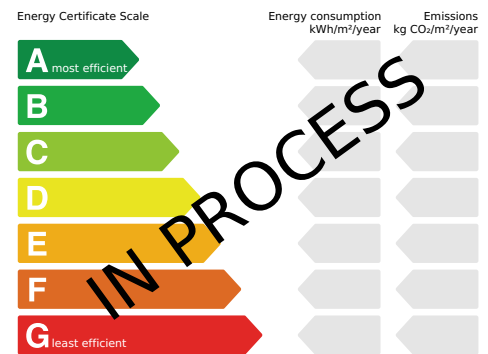 Energy Certificate Scale
Energy consumption
kWh/m²/year
Emissions
kg CO₂/m²/year
A most efficient
B
C
D
E
F
G least efficient
IN PROCESS